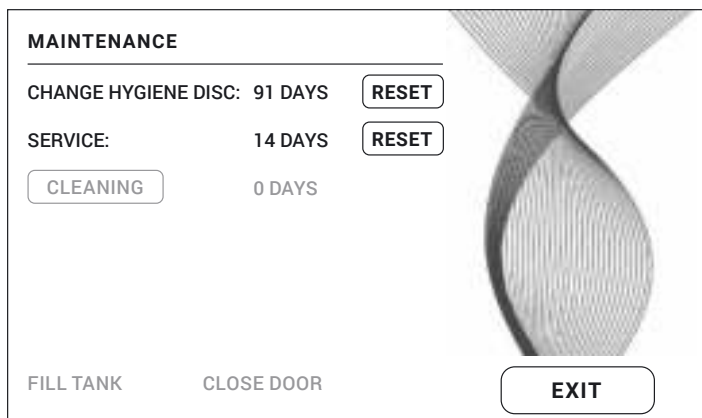 MAINTENANCE
CHANGE HYGIENE DISC: 91 DAYS RESET
SERVICE: 14 DAYS RESET
CLEANING 0 DAYS
FILL TANK CLOSE DOOR EXIT